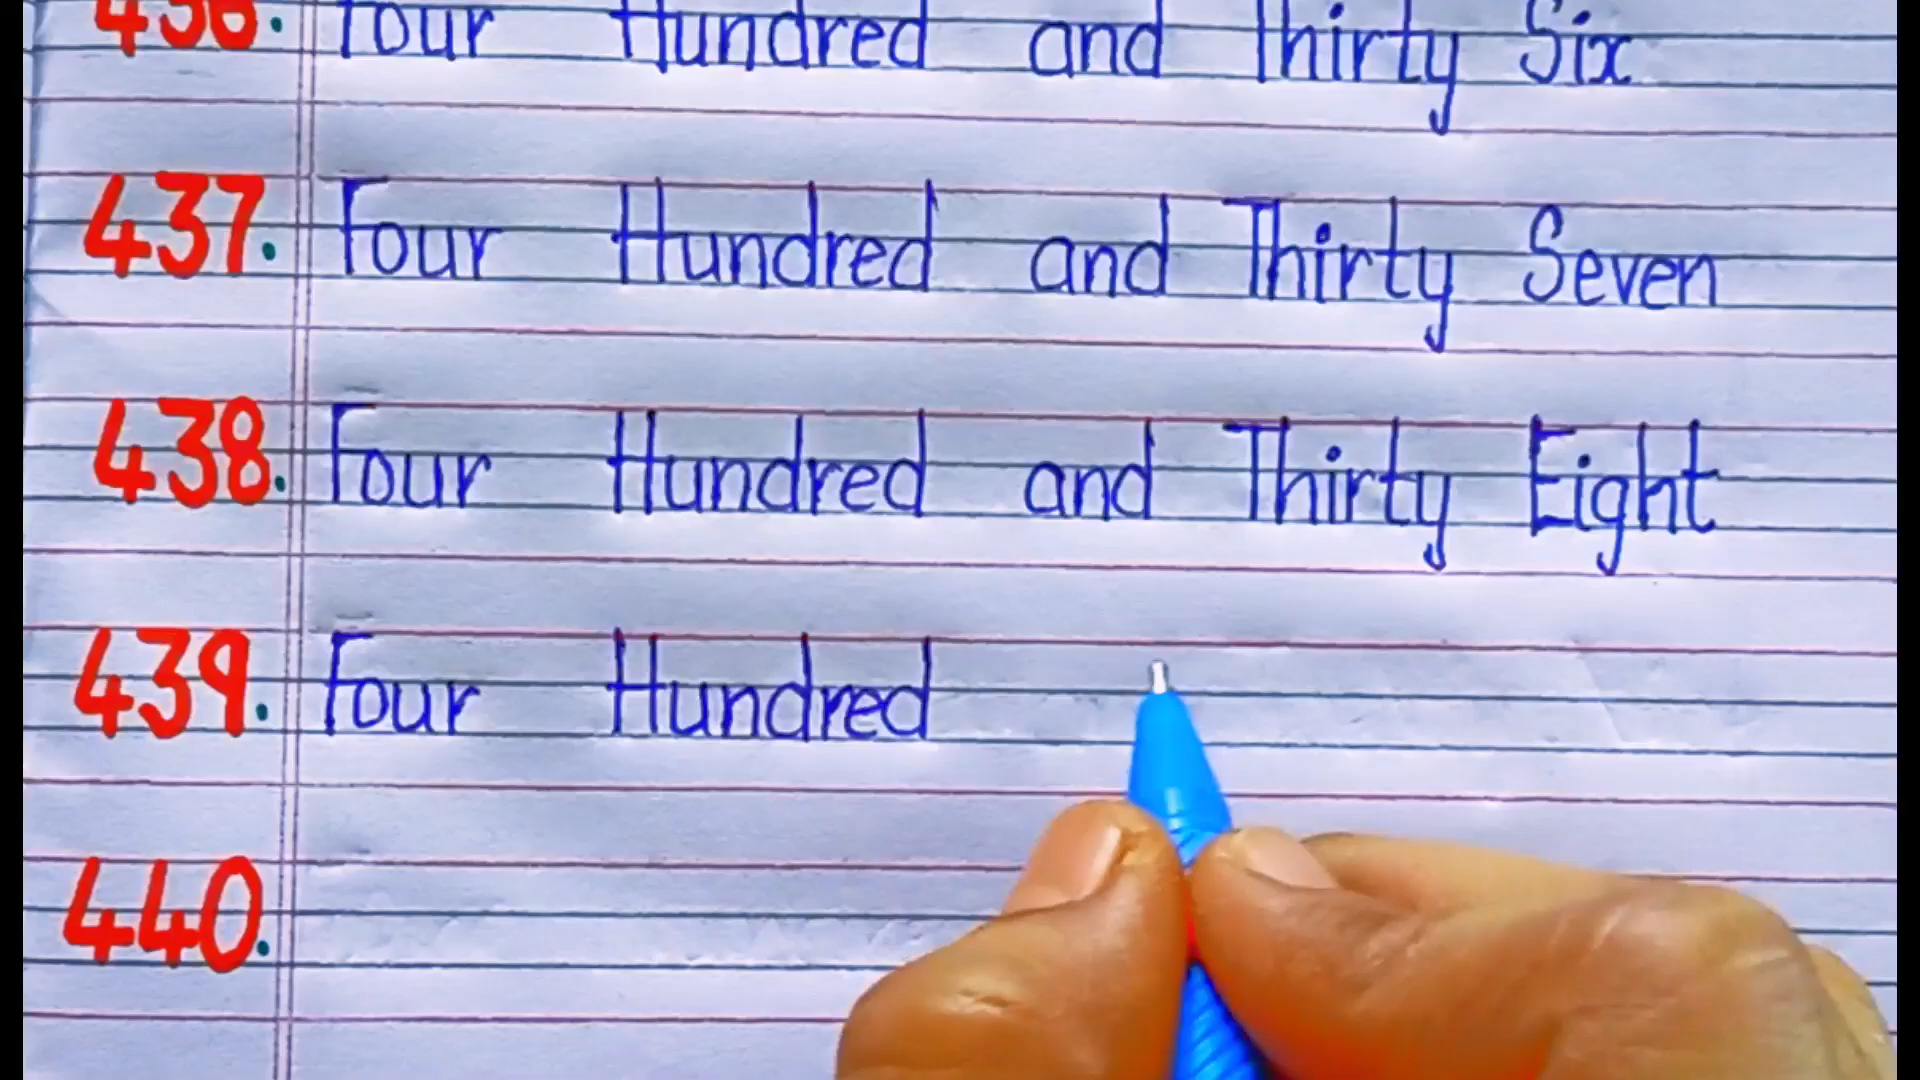 436. Four Hundred and Thirty Six
437. Four Hundred and Thirty Seven
438. Four Hundred and Thirty Eight
439. Four Hundred
440.